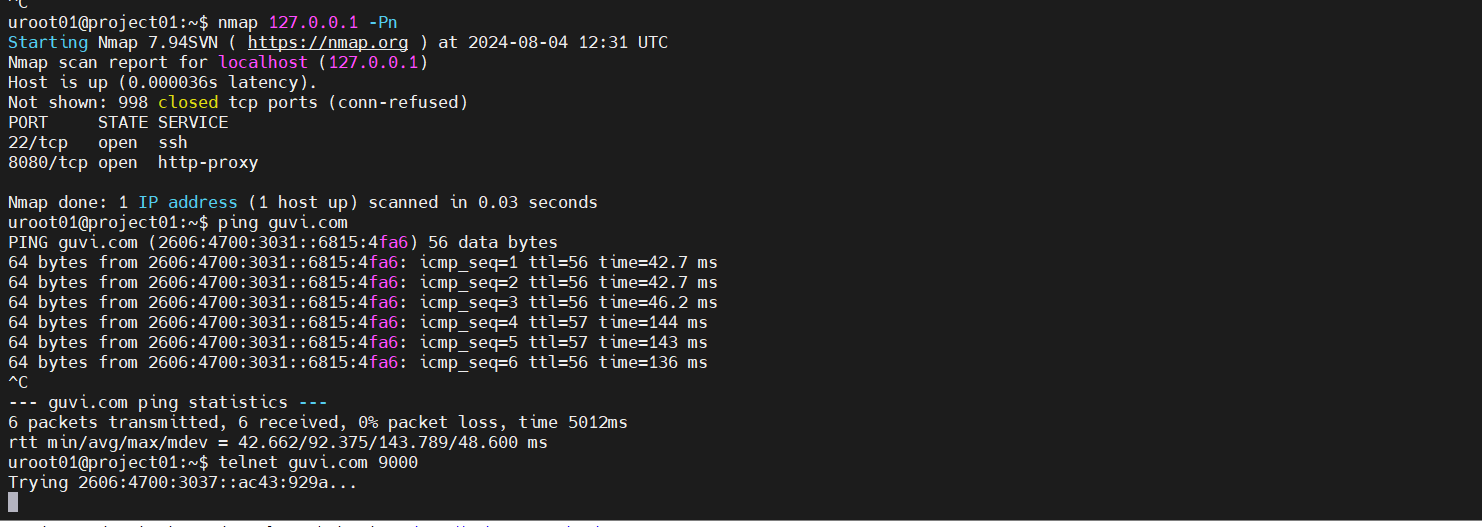 ^C
uroot01@project01:~$ nmap 127.0.0.1 -Pn
Starting Nmap 7.94SVN ( https://nmap.org ) at 2024-08-04 12:31 UTC
Nmap scan report for localhost (127.0.0.1)
Host is up (0.000036s latency).
Not shown: 998 closed tcp ports (conn-refused)
PORT     STATE SERVICE
22/tcp   open  ssh
8080/tcp open  http-proxy

Nmap done: 1 IP address (1 host up) scanned in 0.03 seconds
uroot01@project01:~$ ping guvi.com
PING guvi.com (2606:4700:3031::6815:4fa6) 56 data bytes
64 bytes from 2606:4700:3031::6815:4fa6: icmp_seq=1 ttl=56 time=42.7 ms
64 bytes from 2606:4700:3031::6815:4fa6: icmp_seq=2 ttl=56 time=42.7 ms
64 bytes from 2606:4700:3031::6815:4fa6: icmp_seq=3 ttl=56 time=46.2 ms
64 bytes from 2606:4700:3031::6815:4fa6: icmp_seq=4 ttl=57 time=144 ms
64 bytes from 2606:4700:3031::6815:4fa6: icmp_seq=5 ttl=57 time=143 ms
64 bytes from 2606:4700:3031::6815:4fa6: icmp_seq=6 ttl=56 time=136 ms
^C
--- guvi.com ping statistics ---
6 packets transmitted, 6 received, 0% packet loss, time 5012ms
rtt min/avg/max/mdev = 42.662/92.375/143.789/48.600 ms
uroot01@project01:~$ telnet guvi.com 9000
Trying 2606:4700:3037::ac43:929a...